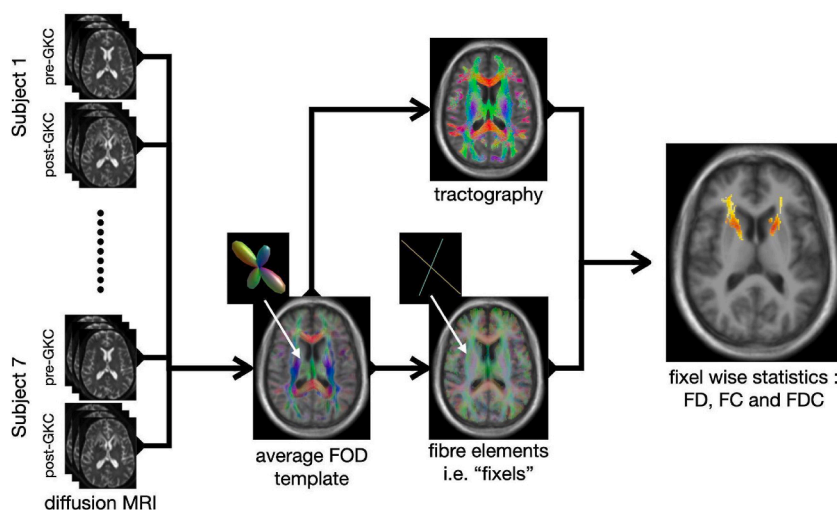 Subject 1
pre-GKC
post-GKC
Subject 7
pre-GKC
post-GKC
diffusion MRI
average FOD
template
tractography
fibre elements
i.e. “fixels”
fixel wise statistics :
FD, FC and FDC